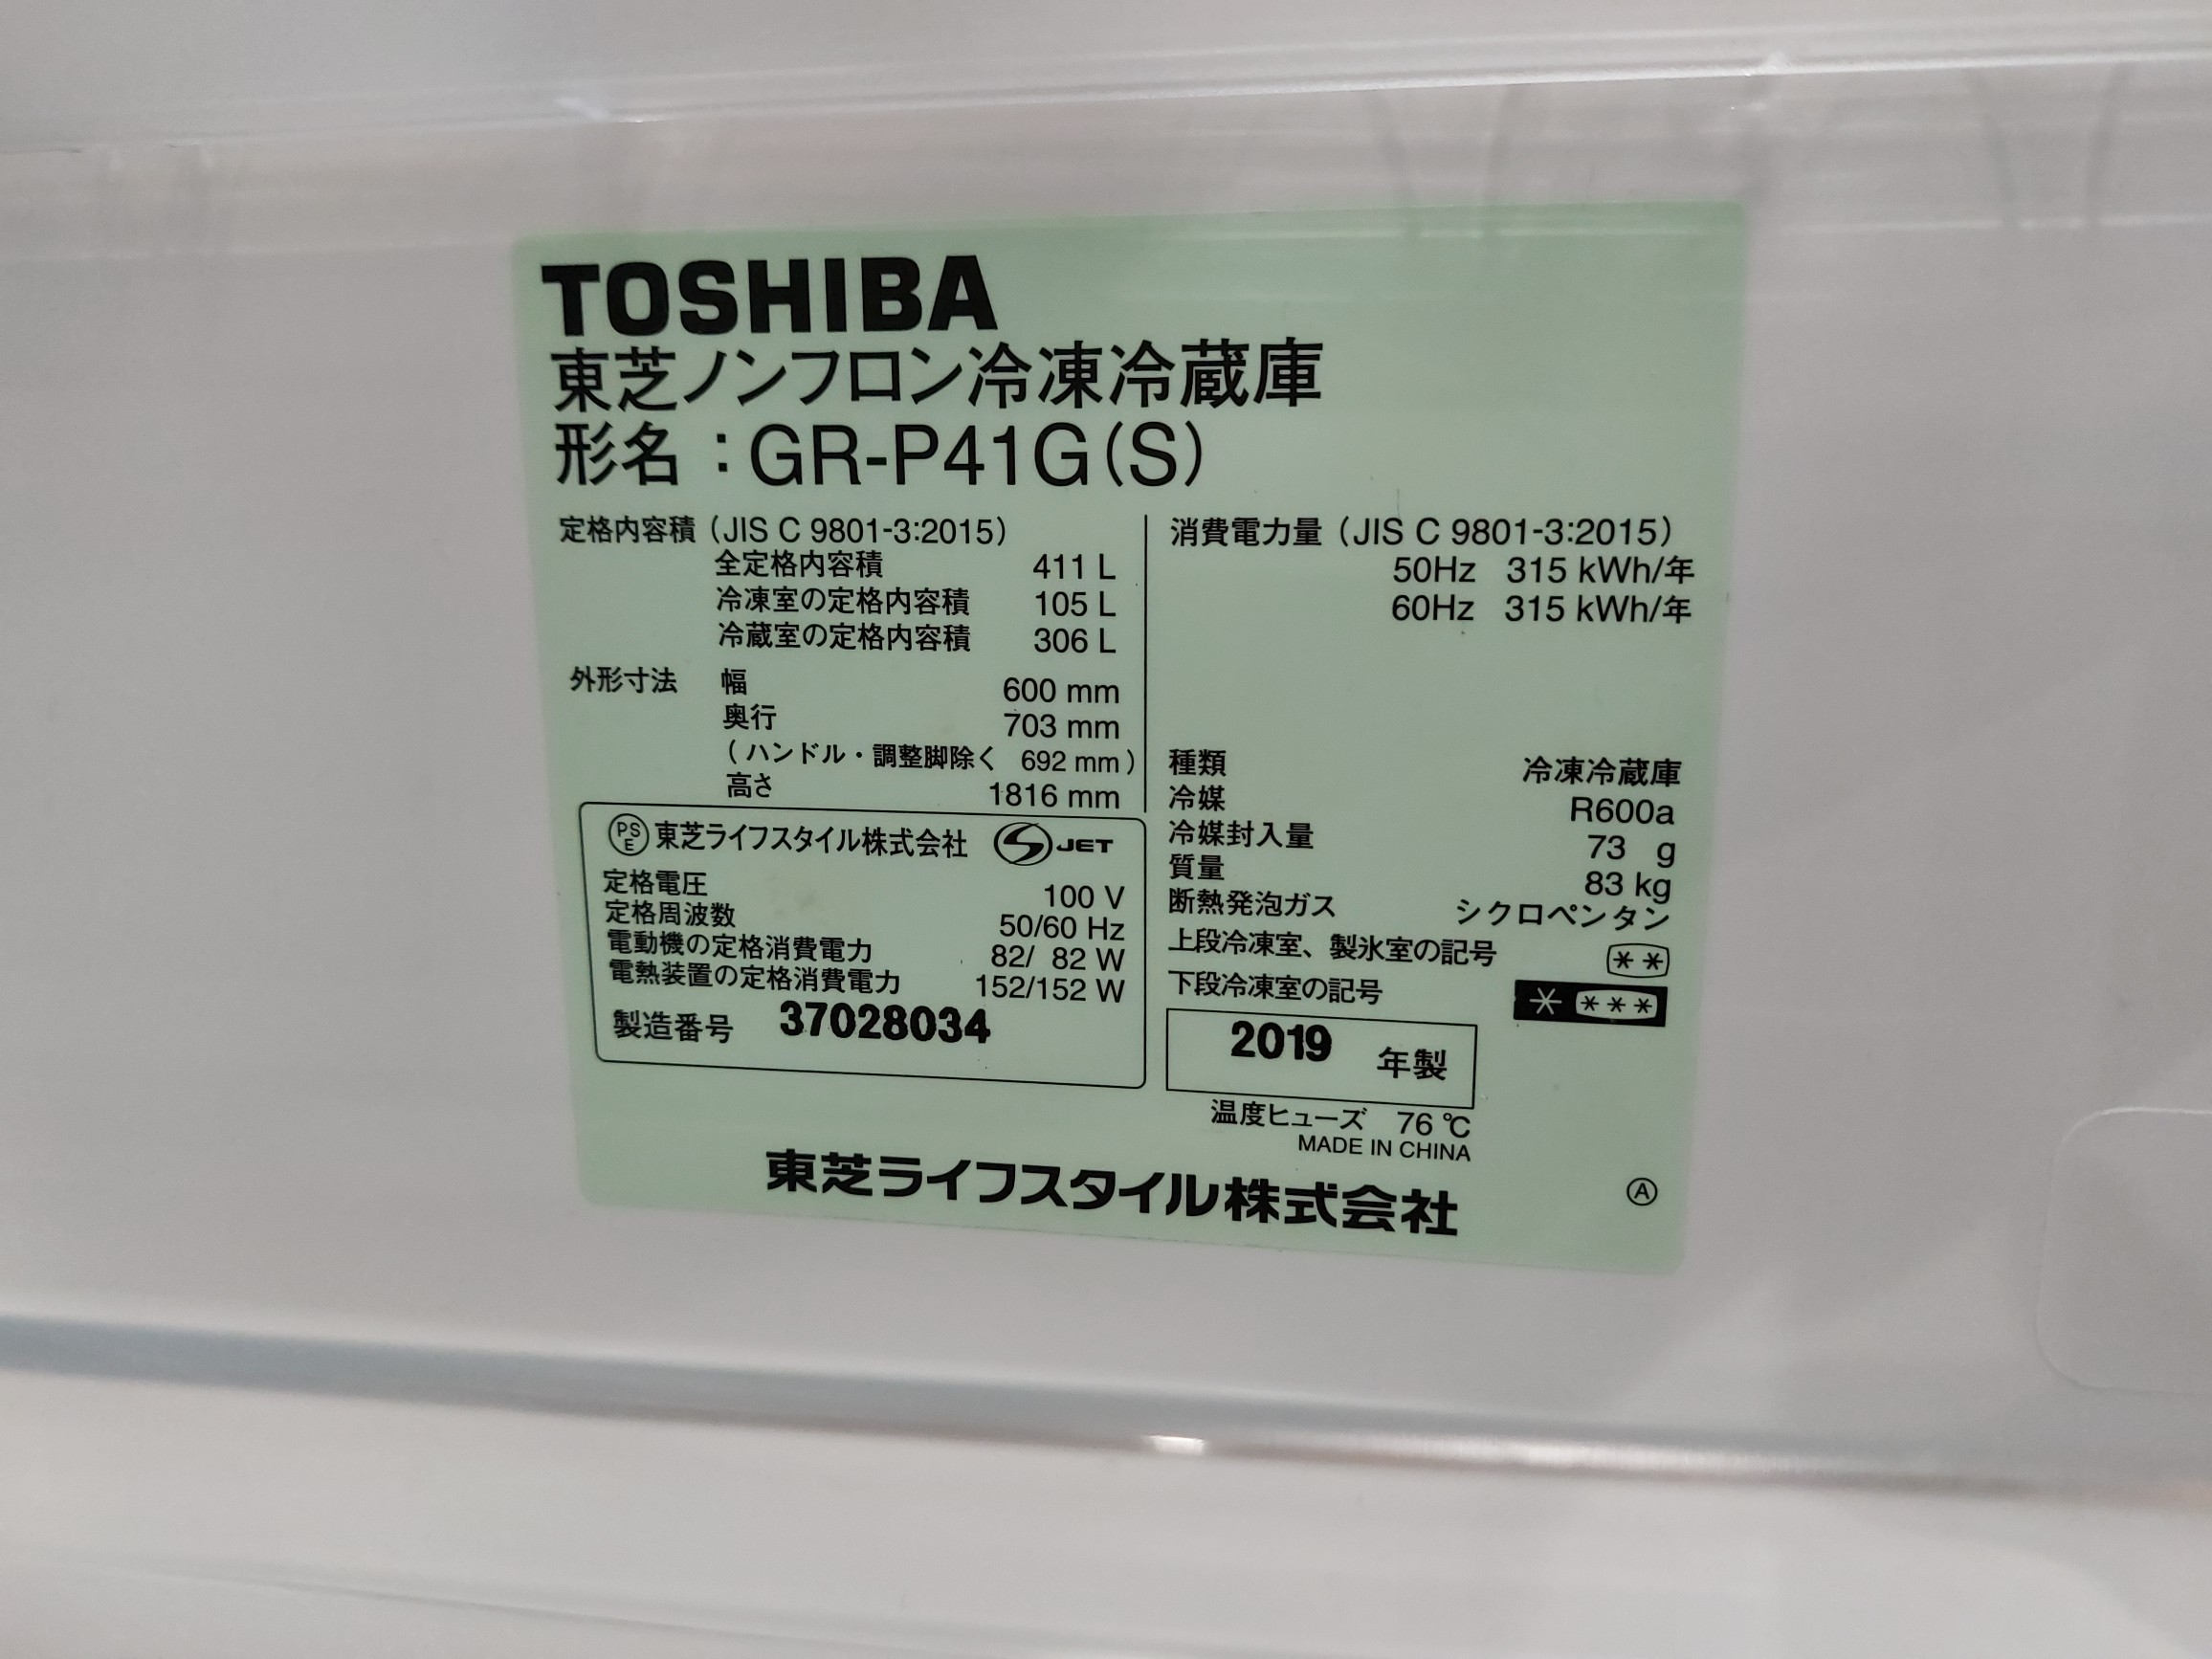 TOSHIBA
東芝ノンフロン冷凍冷蔵庫
形名：GR-P41G(S)
定格内容積（JIS C 9801-3:2015）
全定格内容積 411 L
冷凍室の定格内容積 105 L
冷蔵室の定格内容積 306 L
外形寸法 幅 600 mm
奥行 703 mm
（ハンドル・調整脚除く 692 mm）
高さ 1816 mm
PSE 東芝ライフスタイル株式会社 S JET
定格電圧 100 V
定格周波数 50/60 Hz
電動機の定格消費電力 82/ 82 W
電熱装置の定格消費電力 152/152 W
製造番号 37028034
消費電力量（JIS C 9801-3:2015）
50Hz 315 kWh/年
60Hz 315 kWh/年
種類 冷凍冷蔵庫
冷媒 R600a
冷媒封入量 73 g
質量 83 kg
断熱発泡ガス シクロペンタン
上段冷凍室、製氷室の記号 **
下段冷凍室の記号 * ***
2019 年製
温度ヒューズ 76 ℃
MADE IN CHINA
東芝ライフスタイル株式会社 Ⓐ